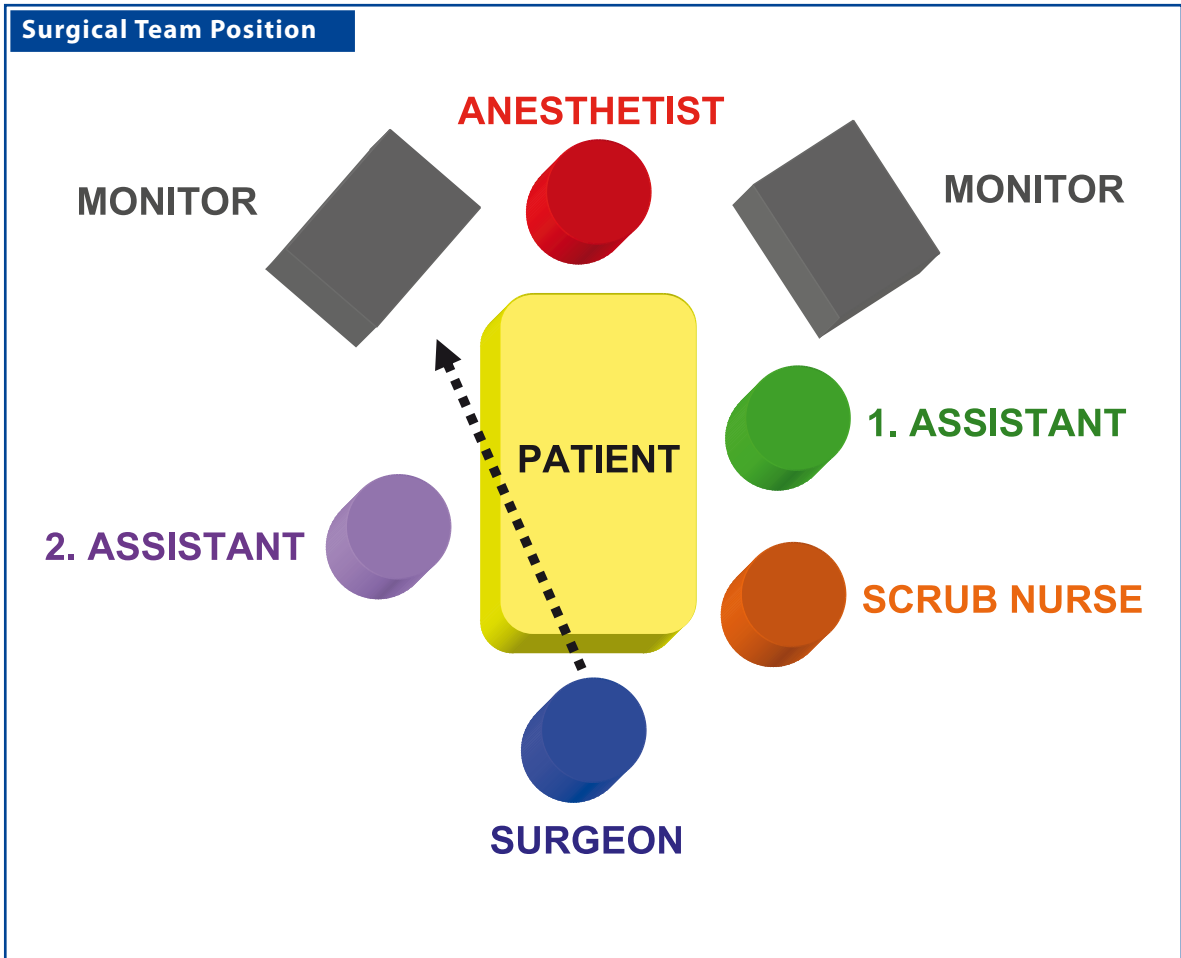 Surgical Team Position
ANESTHETIST
MONITOR
MONITOR
1. ASSISTANT
PATIENT
2. ASSISTANT
SCRUB NURSE
SURGEON